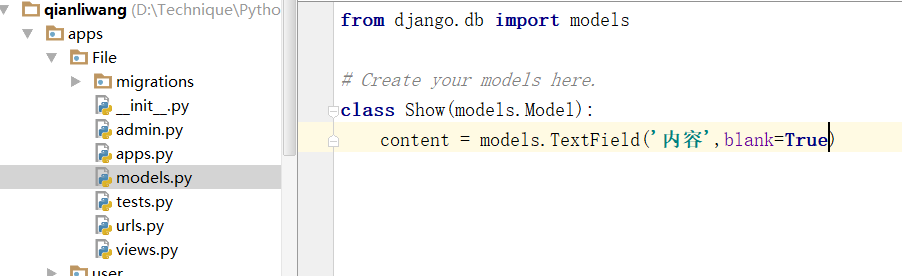 qianliwang (D:\Technique\Pytho
apps
File
migrations
__init__.py
admin.py
apps.py
models.py
tests.py
urls.py
views.py
user
from django.db import models
# Create your models here.
class Show(models.Model):
content = models.TextField('内容',blank=True)